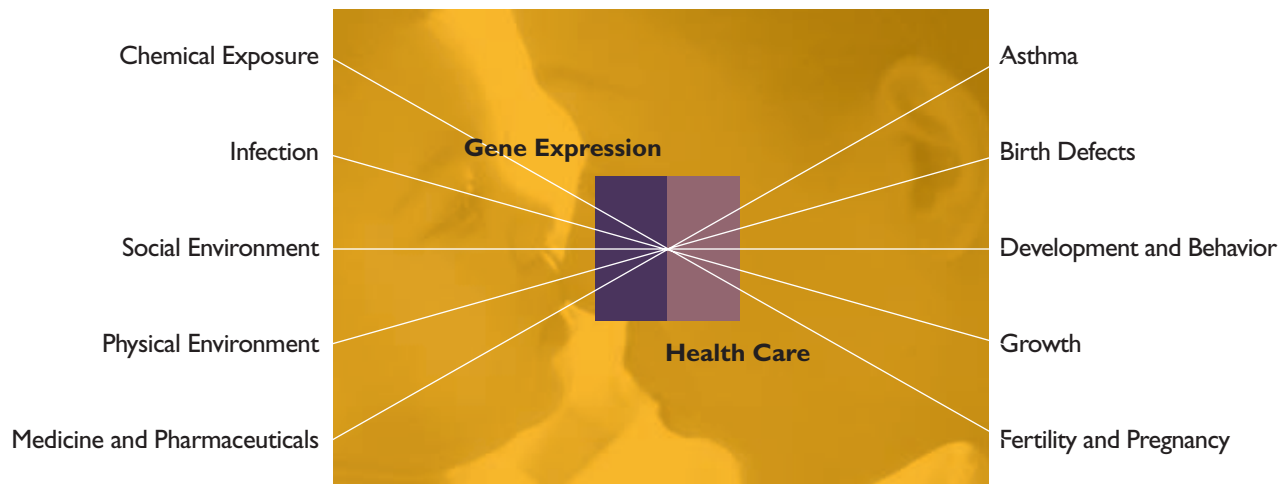 Chemical Exposure
Infection
Social Environment
Physical Environment
Medicine and Pharmaceuticals
Gene Expression
Health Care
Asthma
Birth Defects
Development and Behavior
Growth
Fertility and Pregnancy